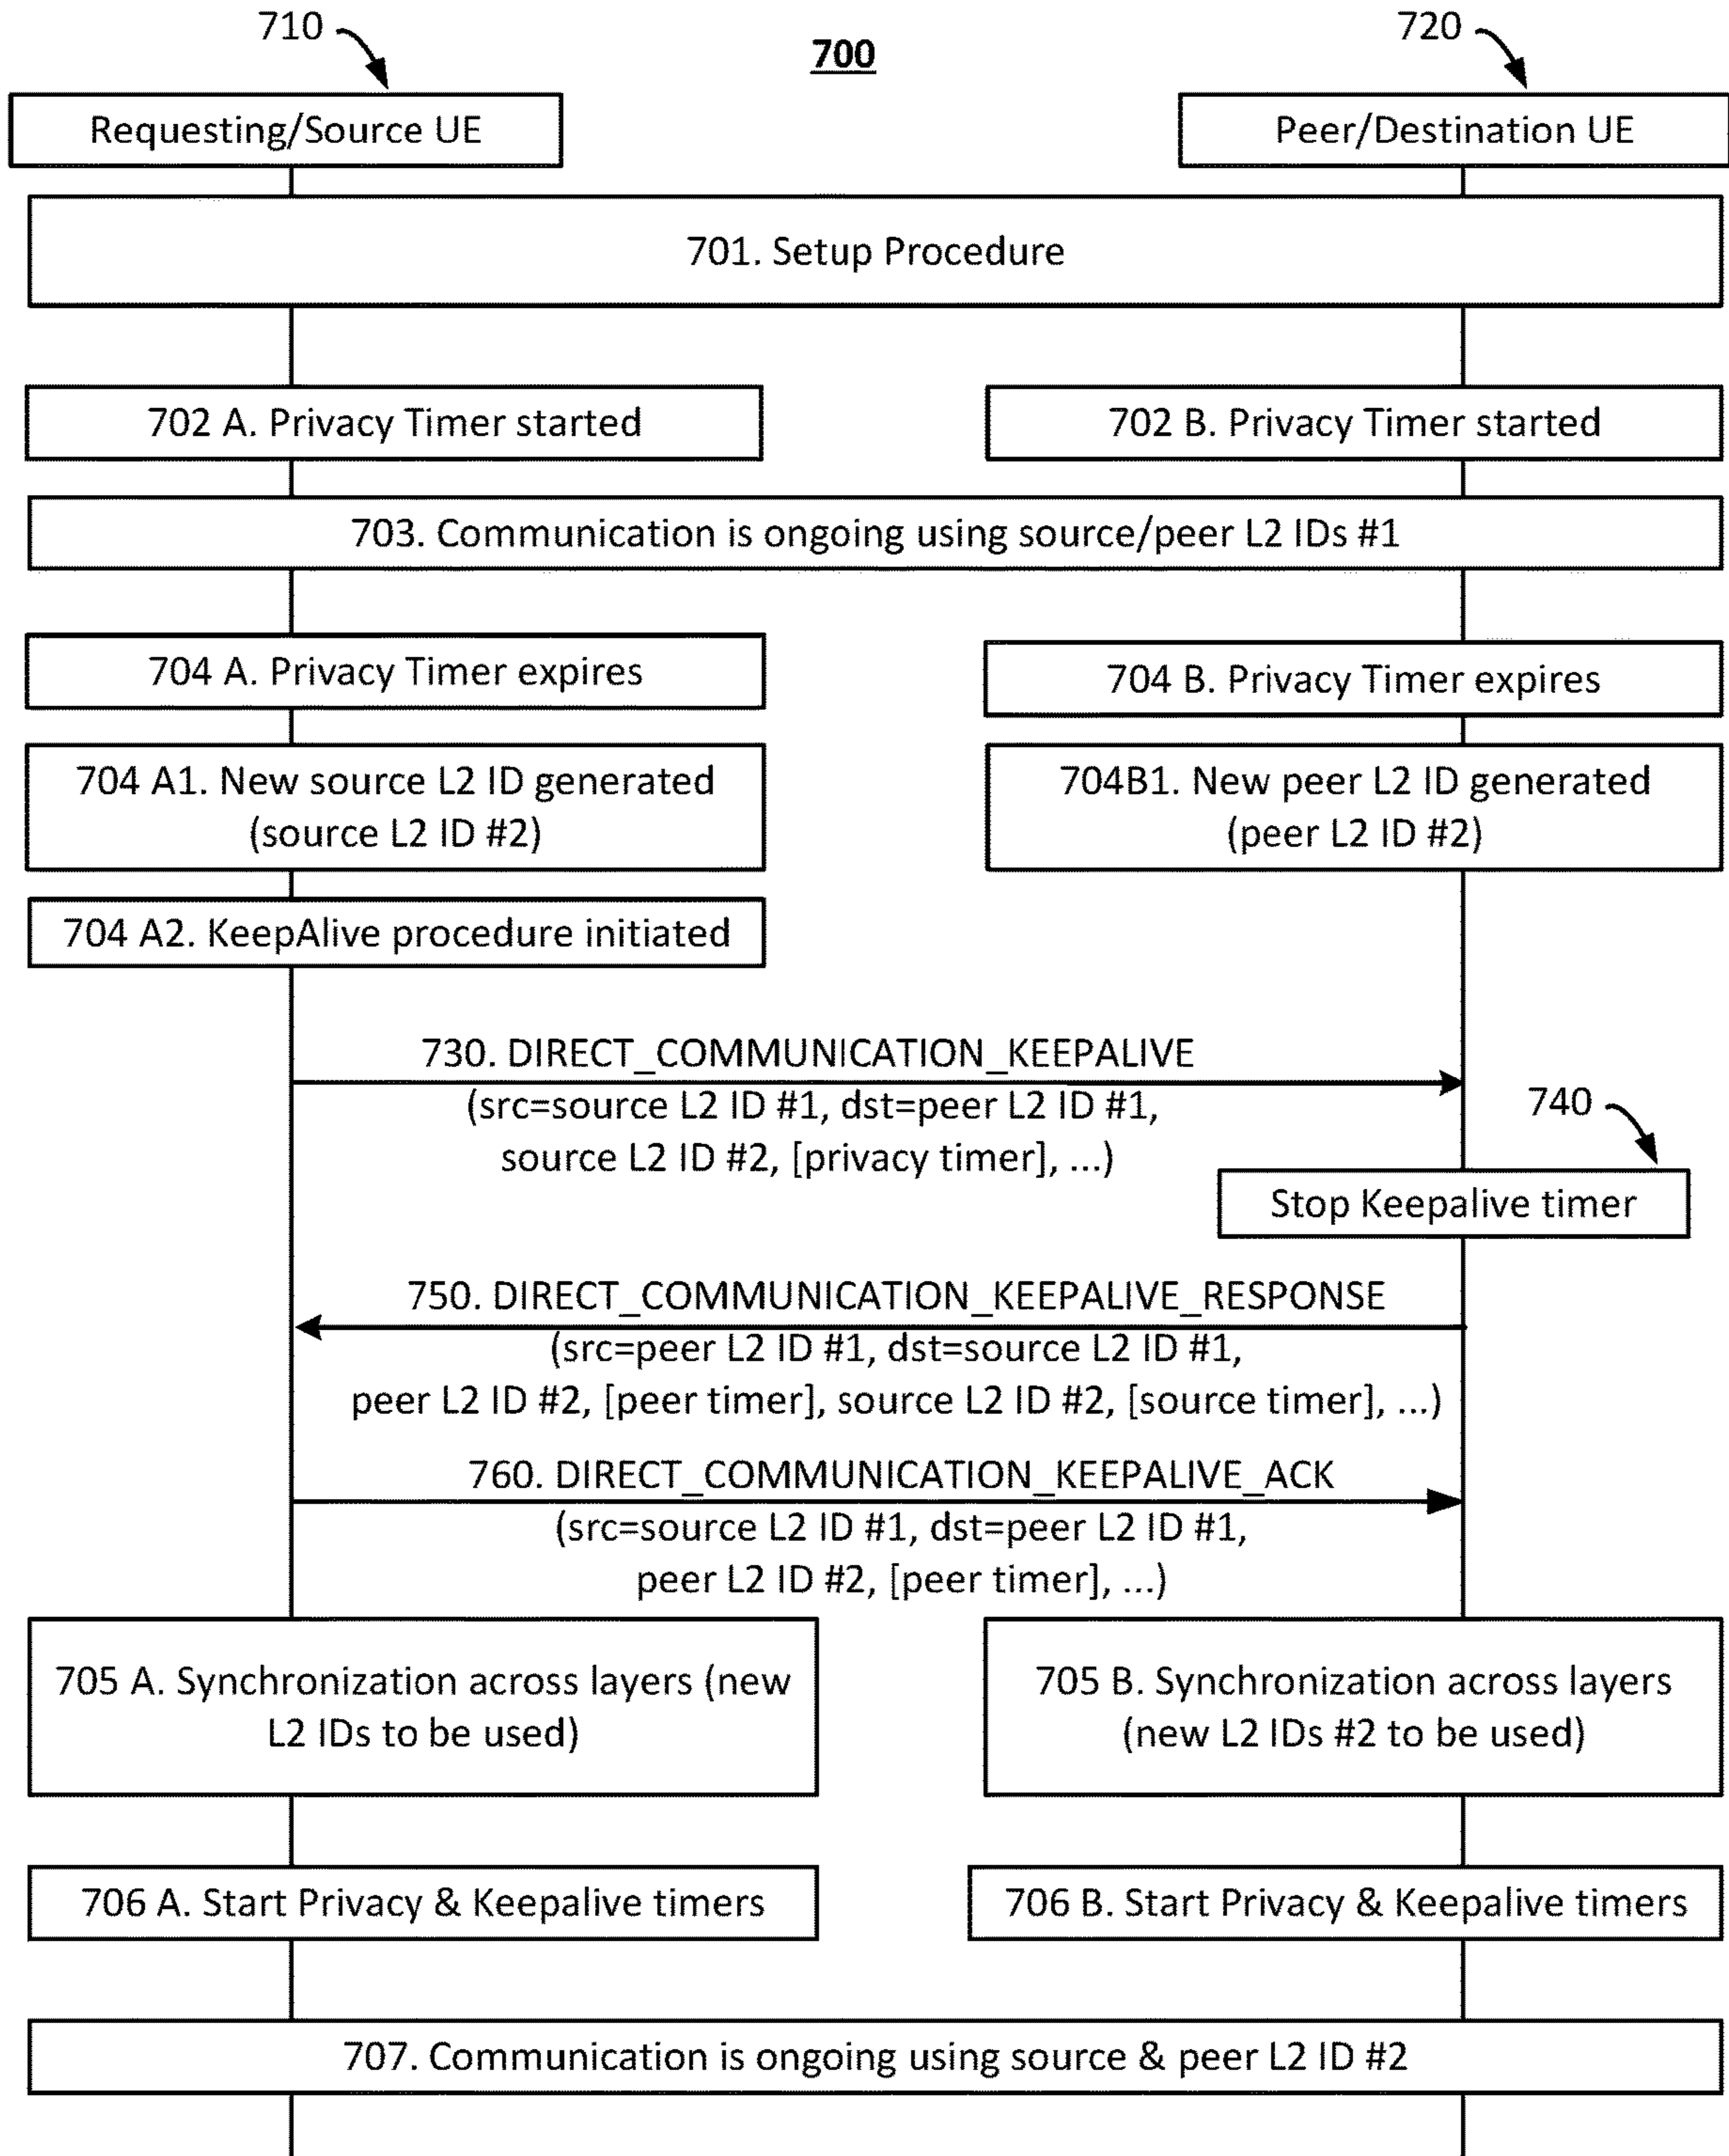 710
700
720
Requesting/Source UE
Peer/Destination UE
701. Setup Procedure
702 A. Privacy Timer started
702 B. Privacy Timer started
703. Communication is ongoing using source/peer L2 IDs #1
704 A. Privacy Timer expires
704 B. Privacy Timer expires
704 A1. New source L2 ID generated
(source L2 ID #2)
704B1. New peer L2 ID generated
(peer L2 ID #2)
704 A2. KeepAlive procedure initiated
730. DIRECT_COMMUNICATION_KEEPALIVE
(src=source L2 ID #1, dst=peer L2 ID #1,
source L2 ID #2, [privacy timer], ...)
740
Stop Keepalive timer
750. DIRECT_COMMUNICATION_KEEPALIVE_RESPONSE
(src=peer L2 ID #1, dst=source L2 ID #1,
peer L2 ID #2, [peer timer], source L2 ID #2, [source timer], ...)
760. DIRECT_COMMUNICATION_KEEPALIVE_ACK
(src=source L2 ID #1, dst=peer L2 ID #1,
peer L2 ID #2, [peer timer], ...)
705 A. Synchronization across layers (new
L2 IDs to be used)
705 B. Synchronization across layers
(new L2 IDs #2 to be used)
706 A. Start Privacy & Keepalive timers
706 B. Start Privacy & Keepalive timers
707. Communication is ongoing using source & peer L2 ID #2